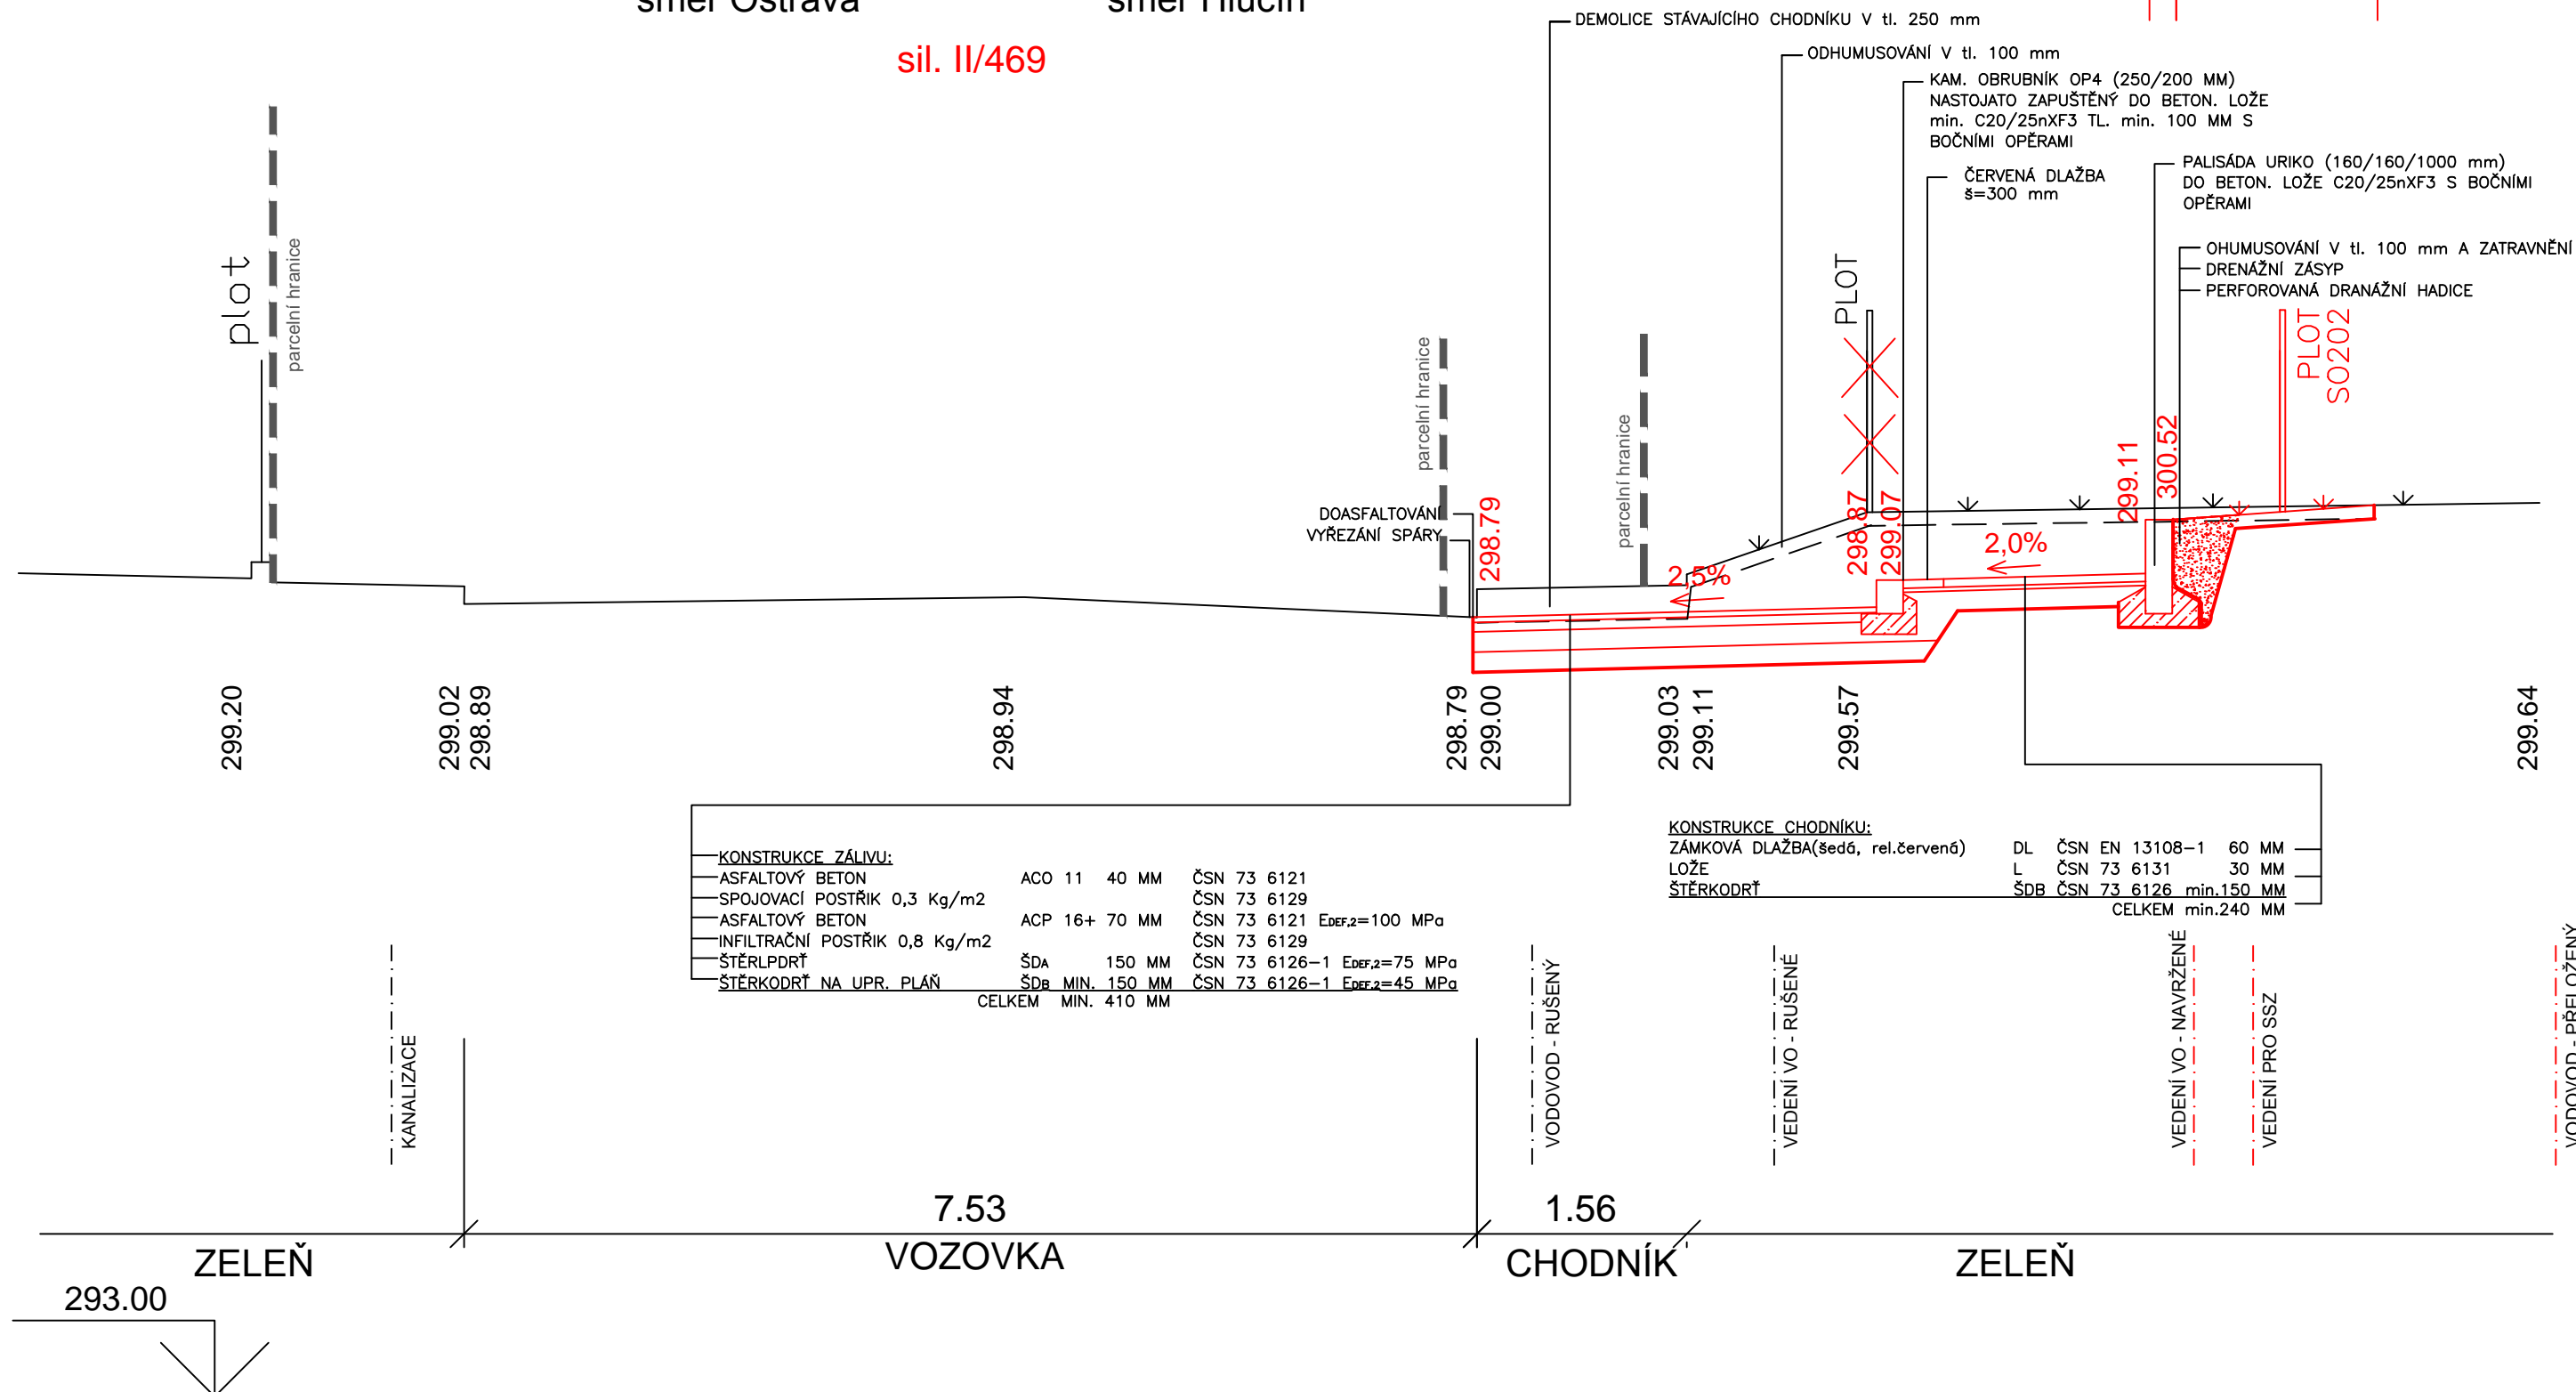 směr Ostrava
směr Hlučín
sil. II/469
DEMOLICE STÁVAJÍCÍHO CHODNÍKU V tl. 250 mm
ODHUMUSOVÁNÍ V tl. 100 mm
KAM. OBRUBNÍK OP4 (250/200 MM)
NASTOJATO ZAPUŠTĚNÝ DO BETON. LOŽE
min. C20/25nXF3 TL. min. 100 MM S
BOČNÍMI OPĚRAMI
ČERVENÁ DLAŽBA
š=300 mm
PALISÁDA URIKO (160/160/1000 mm)
DO BETON. LOŽE C20/25nXF3 S BOČNÍMI
OPĚRAMI
OHUMUSOVÁNÍ V tl. 100 mm A ZATRAVNĚNÍ
DRENÁŽNÍ ZÁSYP
PERFOROVANÁ DRANÁŽNÍ HADICE
plot
parcelní hranice
parcelní hranice
parcelní hranice
PLOT
PLOT
SO202
DOASFALTOVÁNÍ
VYŘEZÁNÍ SPÁRY
298.79
2,5%
298.87
299.07
2,0%
299.11
300.52
299.20
299.02
298.89
298.94
298.79
299.00
299.03
299.11
299.57
299.64
KONSTRUKCE ZÁLIVU:
ASFALTOVÝ BETON ACO 11 40 MM ČSN 73 6121
SPOJOVACÍ POSTŘIK 0,3 Kg/m2 ČSN 73 6129
ASFALTOVÝ BETON ACP 16+ 70 MM ČSN 73 6121 EDEF,2=100 MPa
INFILTRAČNÍ POSTŘIK 0,8 Kg/m2 ČSN 73 6129
ŠTĚRLPDRŤ ŠDA 150 MM ČSN 73 6126-1 EDEF,2=75 MPa
ŠTĚRKODRŤ NA UPR. PLÁŇ ŠDB MIN. 150 MM ČSN 73 6126-1 EDEF,2=45 MPa
CELKEM MIN. 410 MM
KONSTRUKCE CHODNÍKU:
ZÁMKOVÁ DLAŽBA(šedá, rel.červená) DL ČSN EN 13108-1 60 MM
LOŽE L ČSN 73 6131 30 MM
ŠTĚRKODRŤ ŠDB ČSN 73 6126 min.150 MM
CELKEM min.240 MM
KANALIZACE
VODOVOD - RUŠENÝ
VEDENÍ VO - RUŠENÉ
VEDENÍ VO - NAVRŽENÉ
VEDENÍ PRO SSZ
VODOVOD - PŘELOŽENÝ
7.53
1.56
ZELEŇ
VOZOVKA
CHODNÍK
ZELEŇ
293.00